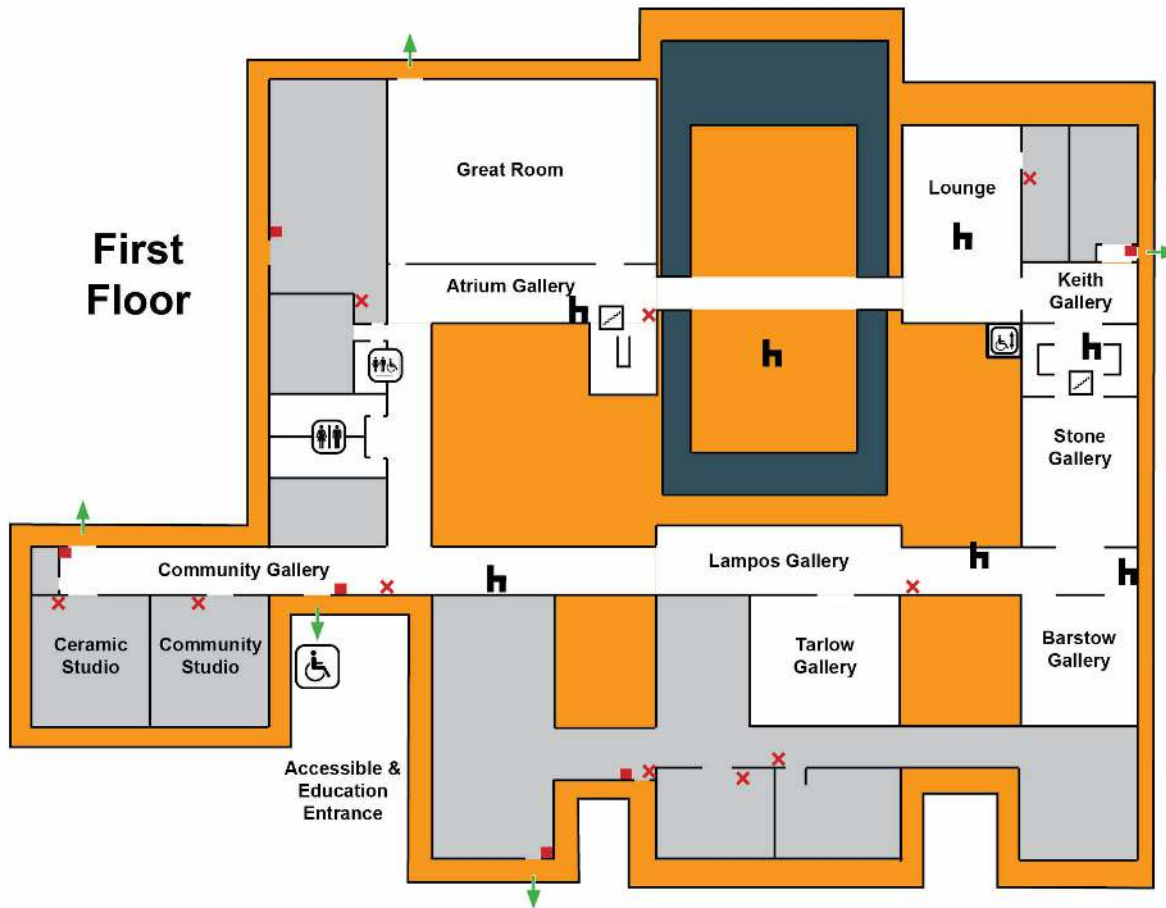 First
Floor
Great Room
Lounge
Atrium Gallery
Keith
Gallery
Stone
Gallery
Community Gallery
Lampos Gallery
Ceramic
Studio
Community
Studio
Tarlow
Gallery
Barstow
Gallery
Accessible &
Education
Entrance